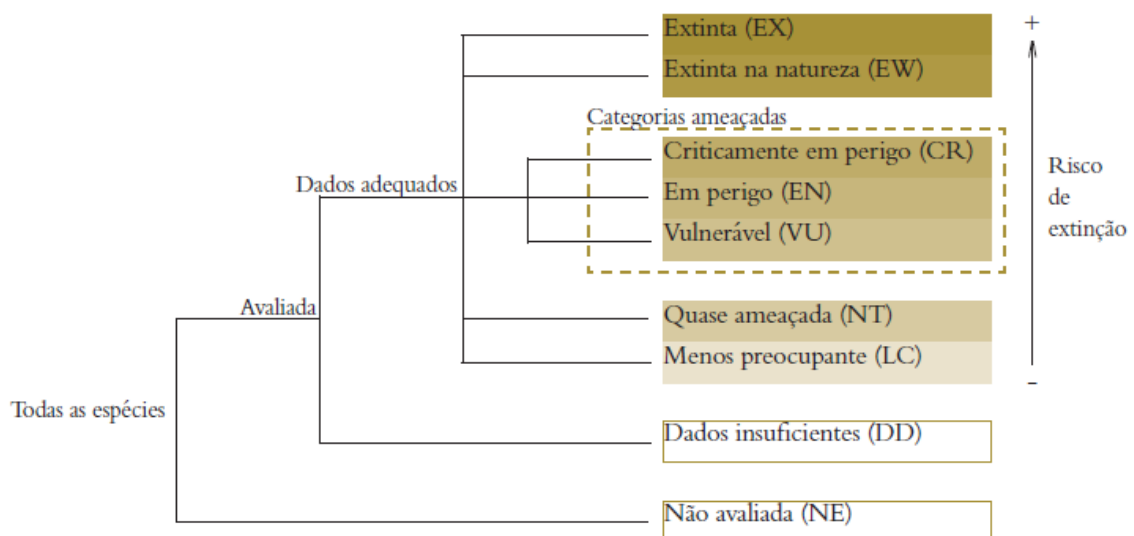 Extinta (EX)
+
Extinta na natureza (EW)
Categorias ameaçadas
Criticamente em perigo (CR)
Dados adequados
Em perigo (EN)
Vulnerável (VU)
Risco
de
extinção
Avaliada
Quase ameaçada (NT)
Menos preocupante (LC)
-
Todas as espécies
Dados insuficientes (DD)
Não avaliada (NE)